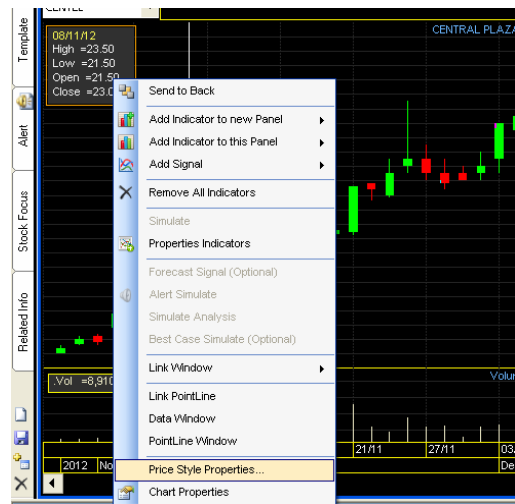 CENTEL
Template
Alert
Stock Focus
Related Info
08/11/12
High =23.50
Low =21.50
Open =21.50
Close =23.0
CENTRAL PLAZA
Send to Back
Add Indicator to new Panel
Add Indicator to this Panel
Add Signal
Remove All Indicators
Simulate
Properties Indicators
Forecast Signal (Optional)
Alert Simulate
Simulate Analysis
Best Case Simulate (Optional)
Link Window
Link PointLine
Data Window
PointLine Window
Price Style Properties...
Chart Properties
.Vol =8,910
Volu
21/11 27/11 03
2012 No De